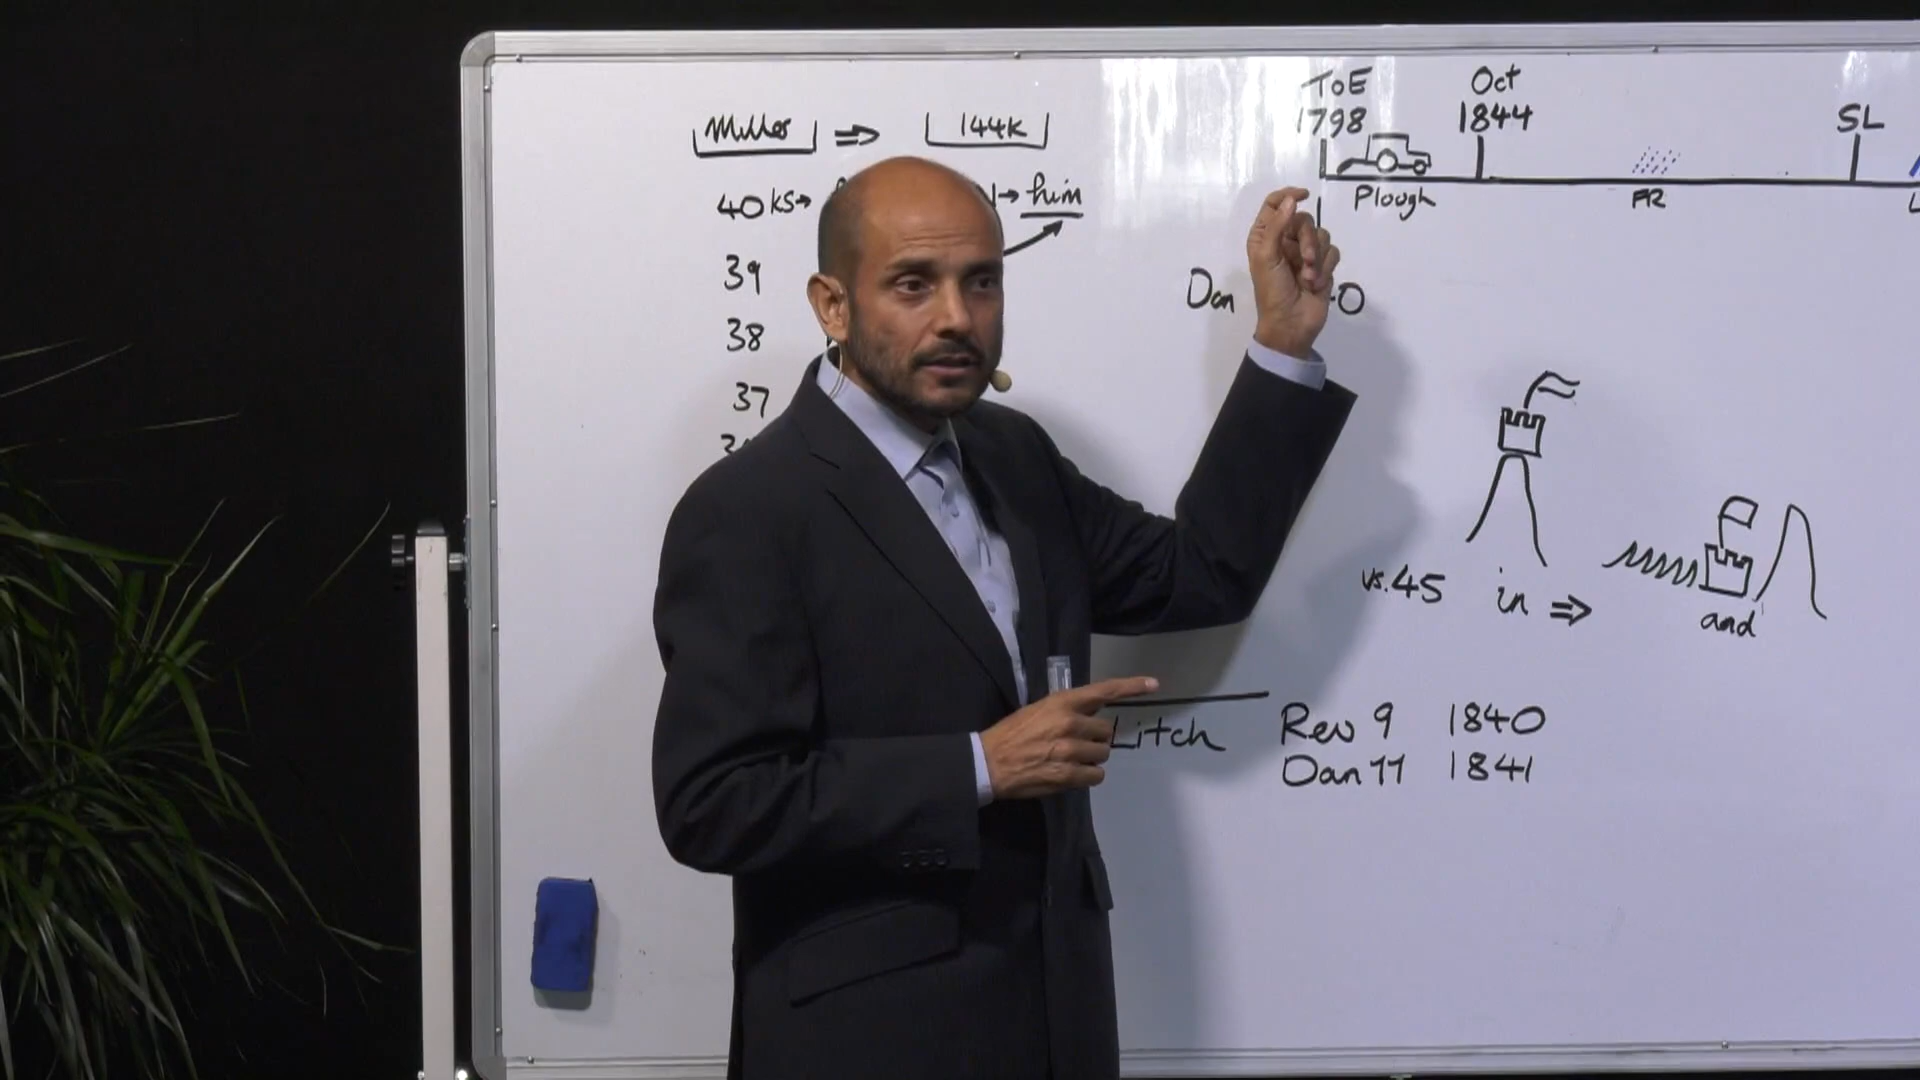 Miller ⇒ 144K
40 KS→ → him
39
38
37
ToE Oct
1798 1844 SL
Plough FR
Dan 40
vs. 45 in ⇒ and
Litch Rev 9 1840
Dan 11 1841